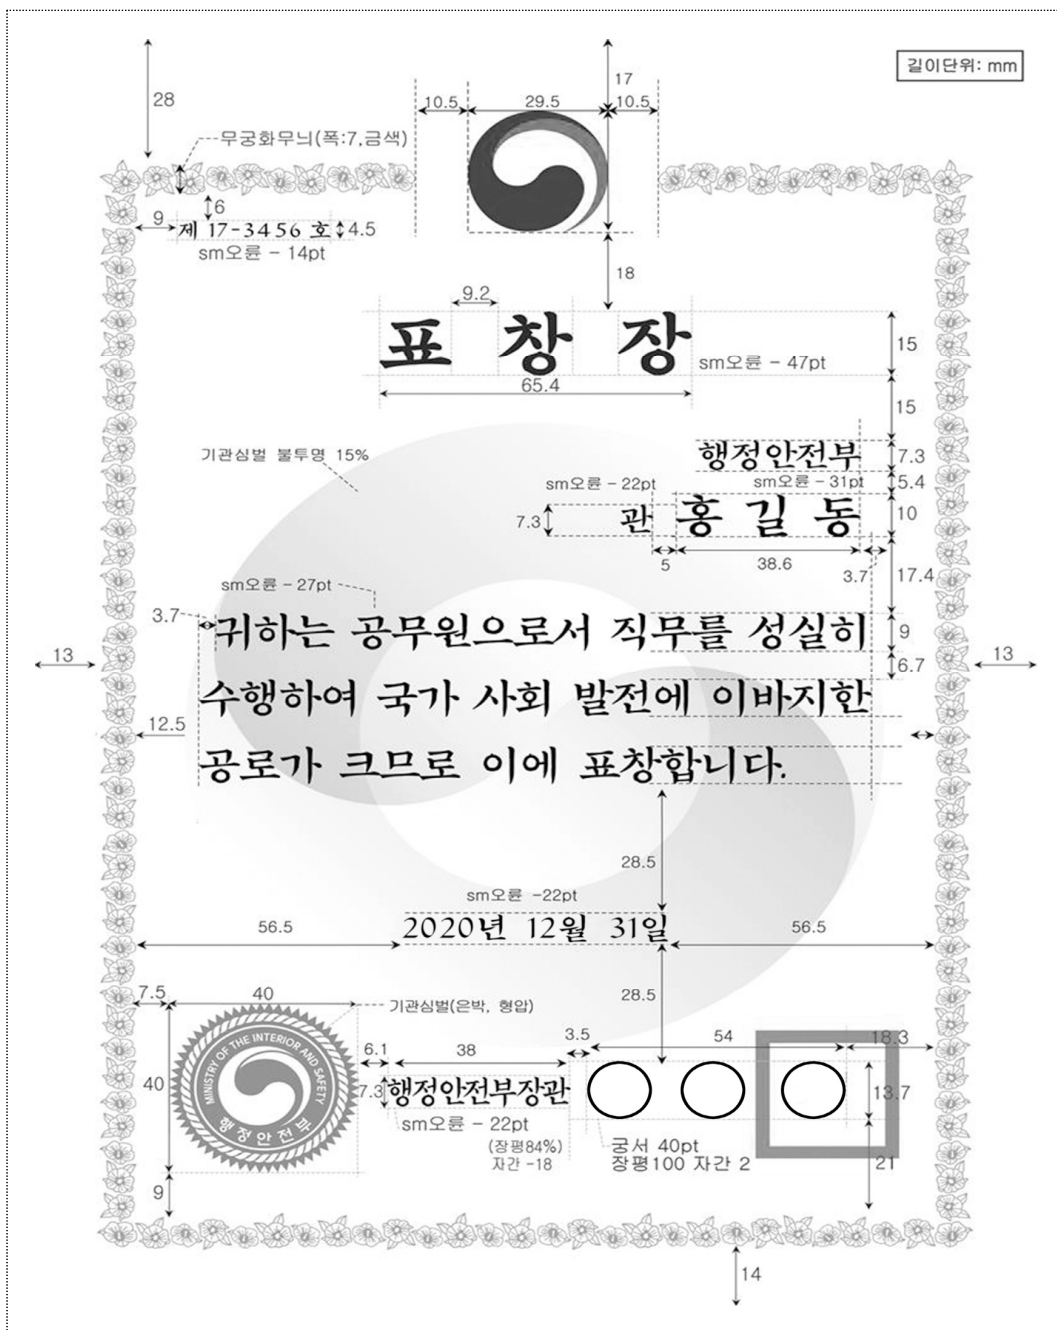 길이단위: mm
28
17
10.5 29.5 10.5
무궁화무늬(폭:7,금색)
6
9
제 17-3456 호 4.5
sm오륜 - 14pt
18
9.2
표 창 장
15
sm오륜 - 47pt
65.4
15
기관심벌 불투명 15%
행정안전부 7.3
sm오륜 - 22pt sm오륜 - 31pt 5.4
7.3 관 홍 길 동 10
5 38.6 3.7 17.4
sm오륜 - 27pt
3.7
귀하는 공무원으로서 직무를 성실히 9
13 13
6.7
수행하여 국가 사회 발전에 이바지한
12.5
공로가 크므로 이에 표창합니다.
28.5
sm오륜 -22pt
56.5 2020년 12월 31일 56.5
28.5
7.5 40 기관심벌(은박, 형압)
3.5 54 18.3
6.1 38
MINISTRY OF THE INTERIOR AND SAFETY
행정안전부
40 7.3 행정안전부장관 13.7
sm오륜 - 22pt
(장평84%)
자간 -18
궁서 40pt
장평100 자간 2
21
9
14